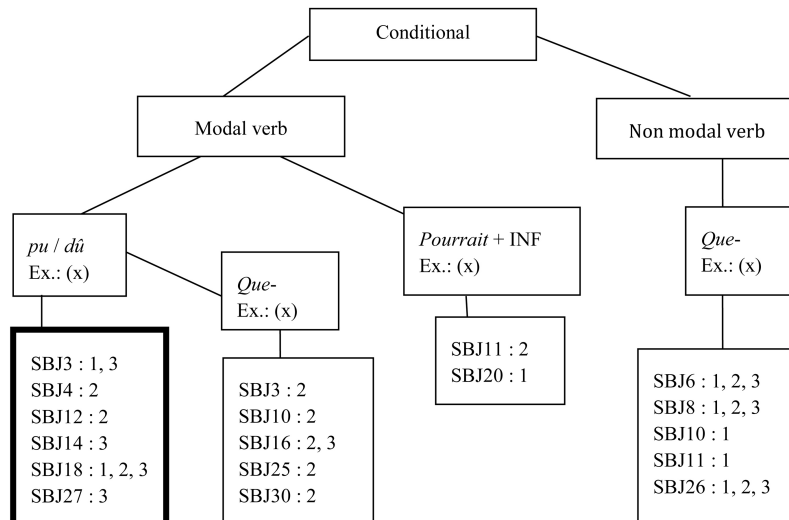 Conditional
Modal verb
Non modal verb
pu / dû
Ex.: (x)
Que-
Ex.: (x)
Pourrait + INF
Ex.: (x)
Que-
Ex.: (x)
SBJ3 : 1, 3
SBJ4 : 2
SBJ12 : 2
SBJ14 : 3
SBJ18 : 1, 2, 3
SBJ27 : 3
SBJ3 : 2
SBJ10 : 2
SBJ16 : 2, 3
SBJ25 : 2
SBJ30 : 2
SBJ11 : 2
SBJ20 : 1
SBJ6 : 1, 2, 3
SBJ8 : 1, 2, 3
SBJ10 : 1
SBJ11 : 1
SBJ26 : 1, 2, 3